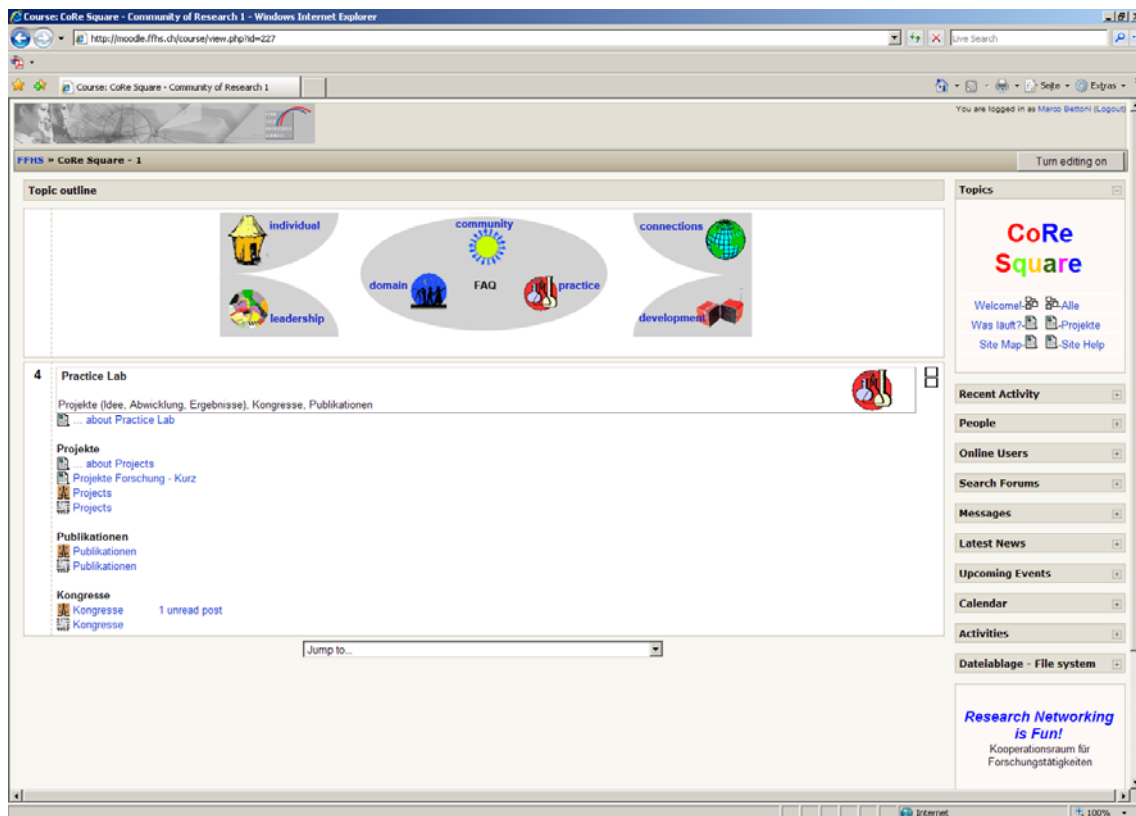 Course: CoRe Square - Community of Research 1 - Windows Internet Explorer
http://moodle.ffhs.ch/course/view.php?id=227
Live Search
Course: CoRe Square - Community of Research 1
Seite
Extras
You are logged in as Marco Bettoni (Logout)
FFHS » CoRe Square - 1
Turn editing on
Topic outline
individual
community
connections
domain
FAQ
practice
leadership
development
4 Practice Lab
Projekte (Idee, Abwicklung, Ergebnisse), Kongresse, Publikationen
... about Practice Lab
Projekte
... about Projects
Projekte Forschung - Kurz
Projects
Projects
Publikationen
Publikationen
Publikationen
Kongresse
Kongresse 1 unread post
Kongresse
Jump to...
Topics
CoRe
Square
Welcome!- -Alle
Was läuft?- -Projekte
Site Map- -Site Help
Recent Activity
People
Online Users
Search Forums
Messages
Latest News
Upcoming Events
Calendar
Activities
Dateiablage - File system
Research Networking
is Fun!
Kooperationsraum für
Forschungstätigkeiten
Internet
100%